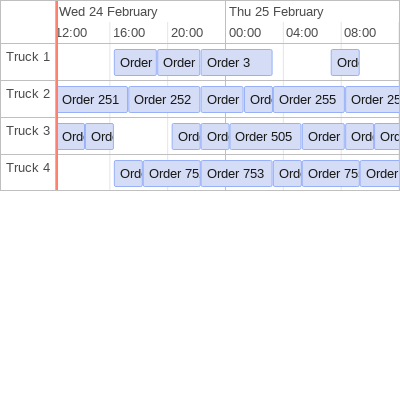 Wed 24 February Thu 25 February
12:00 16:00 20:00 00:00 04:00 08:00
Truck 1 Order Order Order 3 Ord
Truck 2 Order 251 Order 252 Order Ord Order 255 Order 25
Truck 3 Ord Ord Ord Ord Order 505 Order Ord Ord
Truck 4 Ord Order 75 Order 753 Ord Order 75 Order